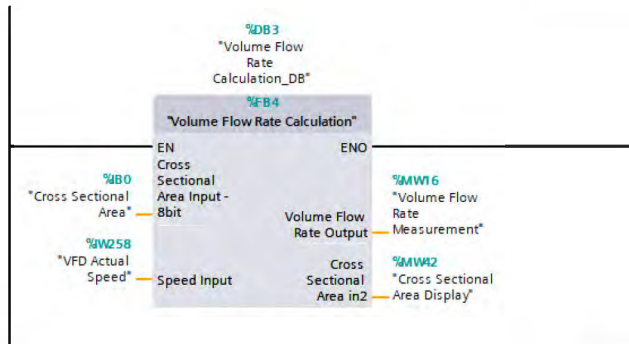 %DB3
"Volume Flow
Rate
Calculation_DB"
%FB4
"Volume Flow Rate Calculation"
EN
ENO
%IB0
"Cross Sectional
Area"
Cross
Sectional
Area Input -
8bit
%IW258
"VFD Actual
Speed"
Speed Input
Volume Flow
Rate Output
%MW16
"Volume Flow
Rate
Measurement"
Cross
Sectional
Area in2
%MW42
"Cross Sectional
Area Display"